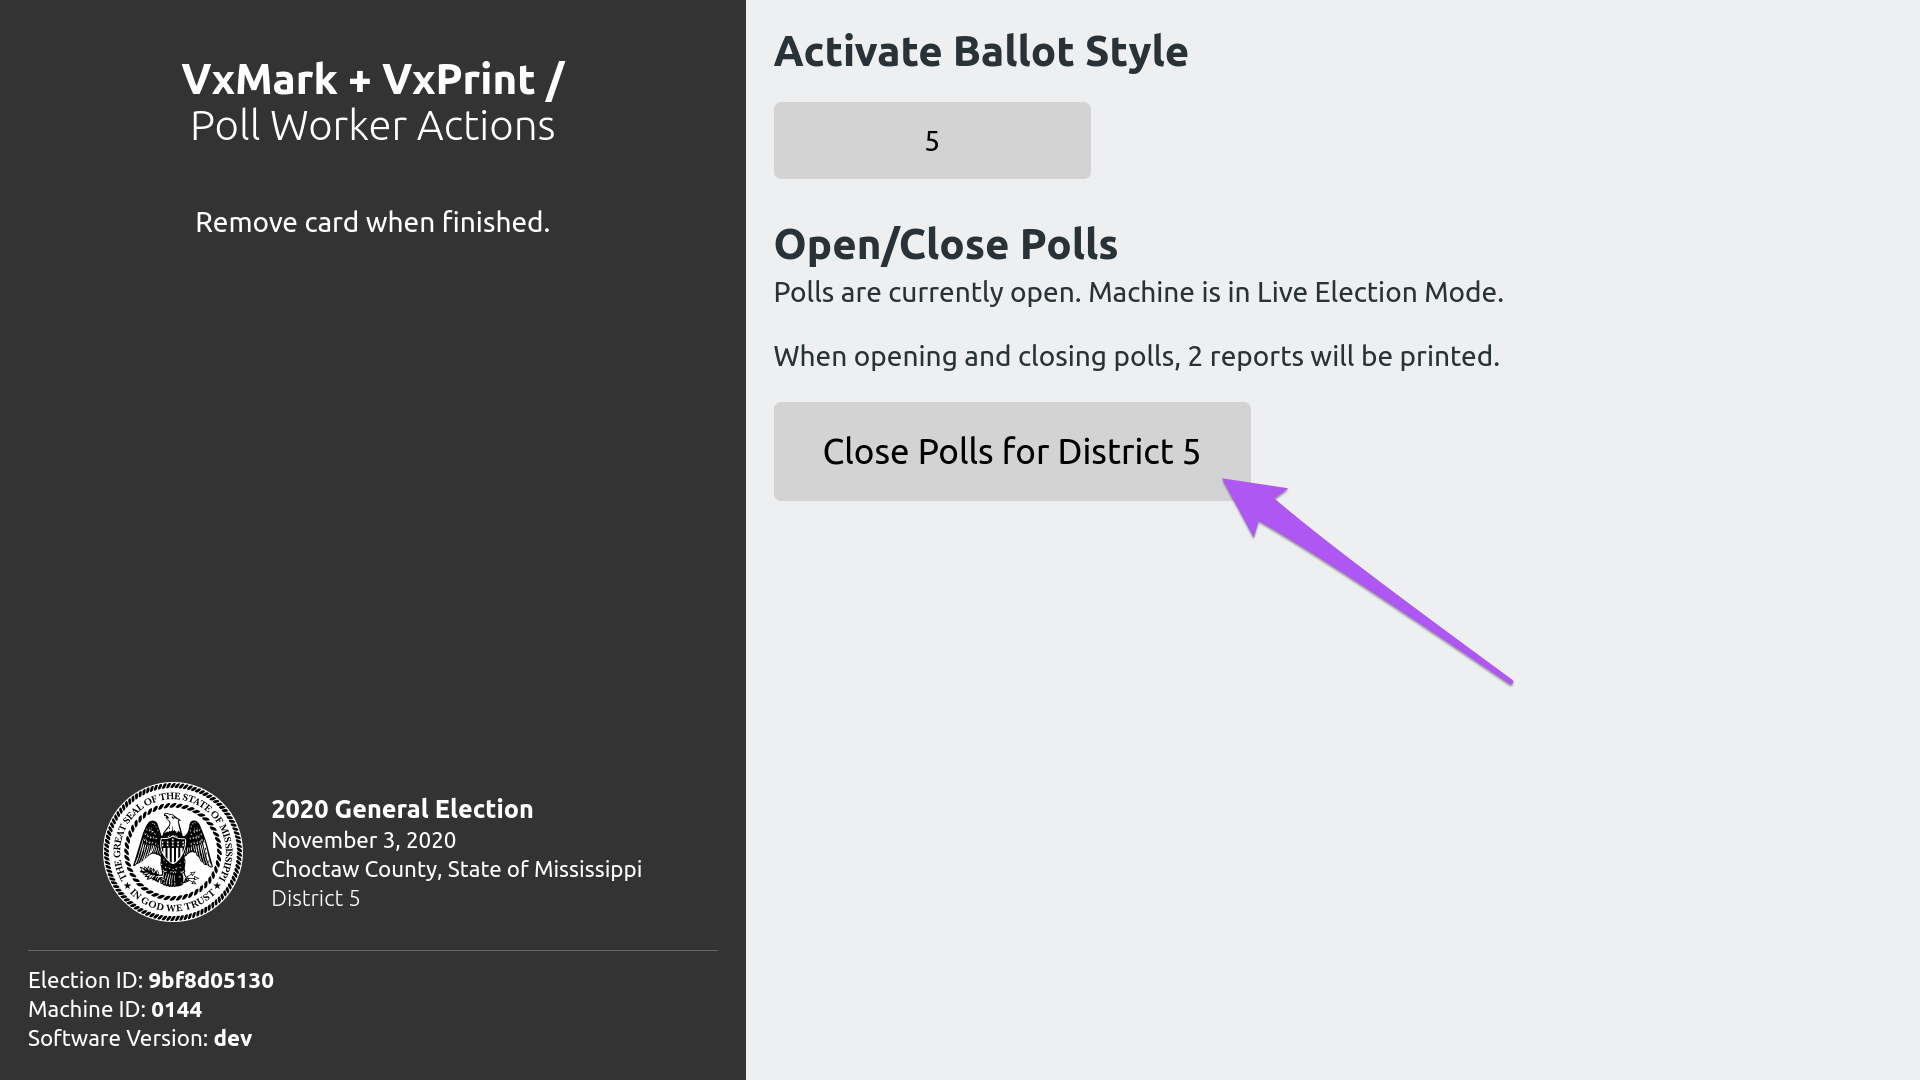 VxMark + VxPrint /
Poll Worker Actions
Remove card when finished.
THE GREAT SEAL OF THE STATE OF MISSISSIPPI
IN GOD WE TRUST
2020 General Election
November 3, 2020
Choctaw County, State of Mississippi
District 5
Election ID: 9bf8d05130
Machine ID: 0144
Software Version: dev
Activate Ballot Style
5
Open/Close Polls
Polls are currently open. Machine is in Live Election Mode.
When opening and closing polls, 2 reports will be printed.
Close Polls for District 5